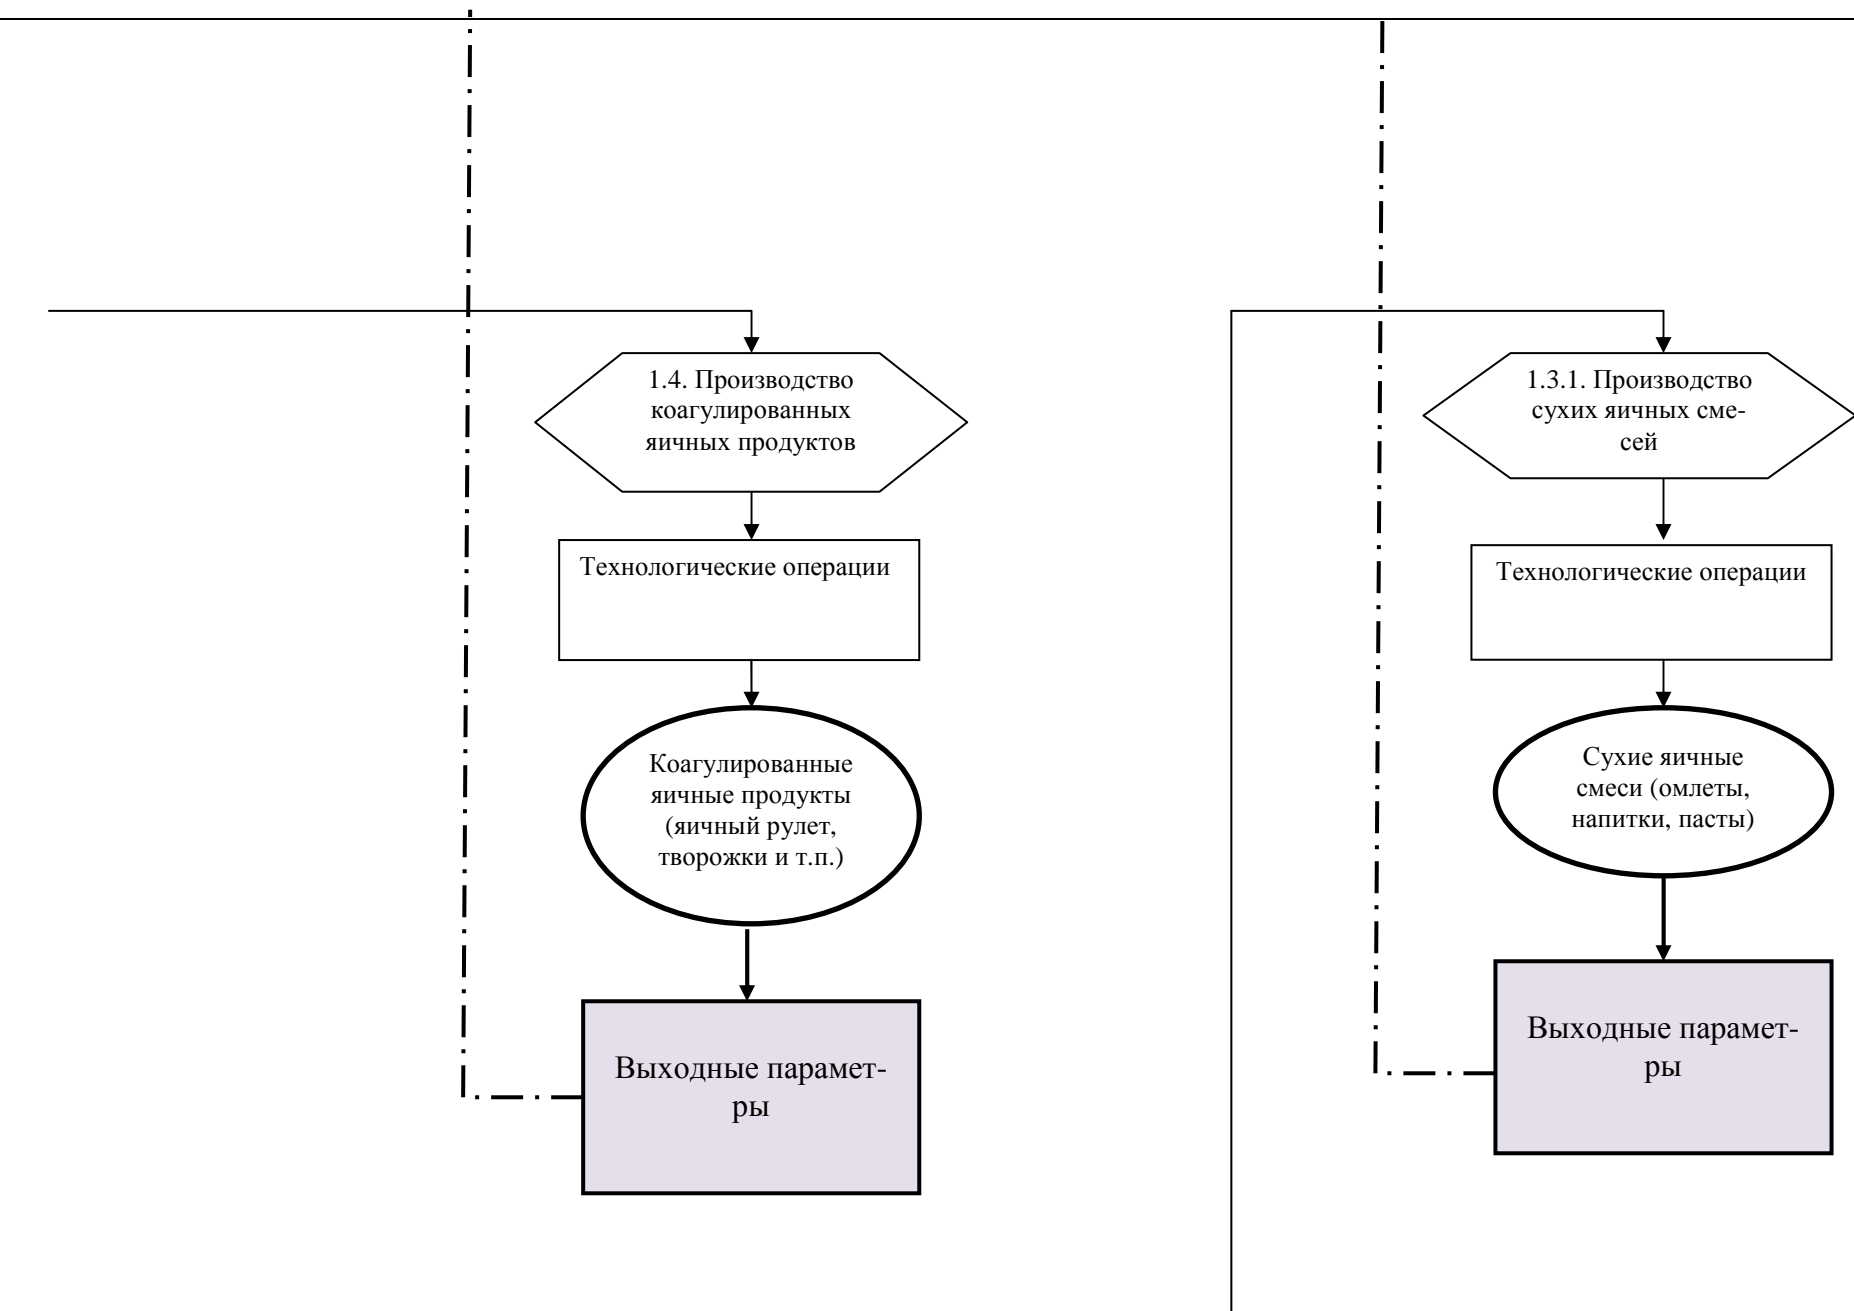 1.4. Производство
коагулированных
яичных продуктов
Технологические операции
Коагулированные
яичные продукты
(яичный рулет,
творожки и т.п.)
Выходные парамет-
ры
1.3.1. Производство
сухих яичных сме-
сей
Технологические операции
Сухие яичные
смеси (омлеты,
напитки, пасты)
Выходные парамет-
ры